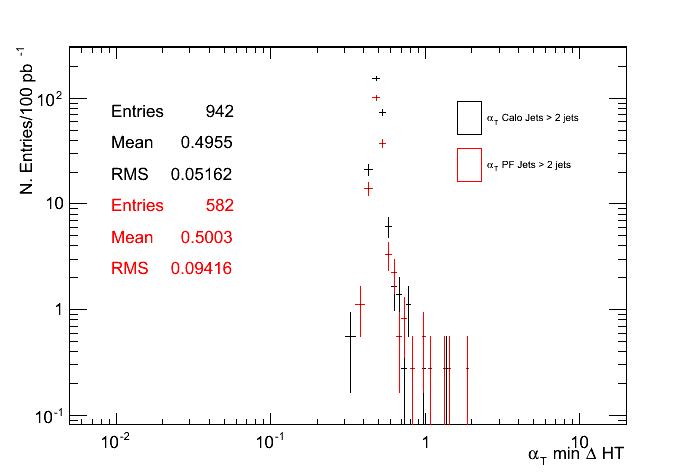 N. Entries/100 pb⁻¹
10²
10
1
10⁻¹
Entries 942
Mean 0.4955
RMS 0.05162
Entries 582
Mean 0.5003
RMS 0.09416
α_T Calo Jets > 2 jets
α_T PF Jets > 2 jets
10⁻² 10⁻¹ 1 10
α_T min Δ HT